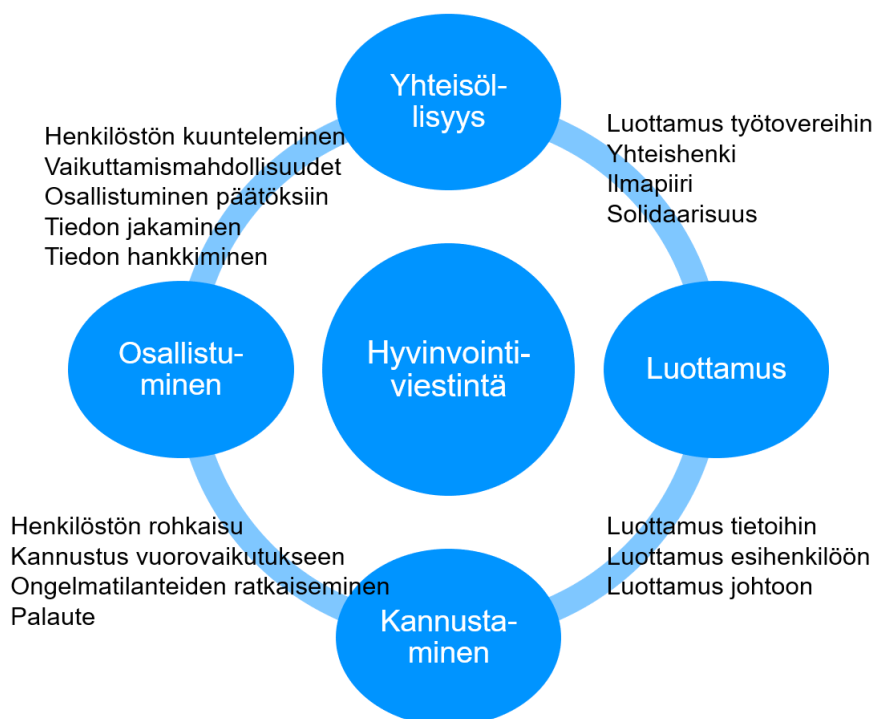 Yhteisöl-
lisyys
Henkilöstön kuunteleminen
Vaikuttamismahdollisuudet
Osallistuminen päätöksiin
Tiedon jakaminen
Tiedon hankkiminen
Luottamus työtovereihin
Yhteishenki
Ilmapiiri
Solidaarisuus
Osallistu-
minen
Hyvinvointi-
viestintä
Luottamus
Henkilöstön rohkaisu
Kannustus vuorovaikutukseen
Ongelmatilanteiden ratkaiseminen
Palaute
Luottamus tietoihin
Luottamus esihenkilöön
Luottamus johtoon
Kannusta-
minen